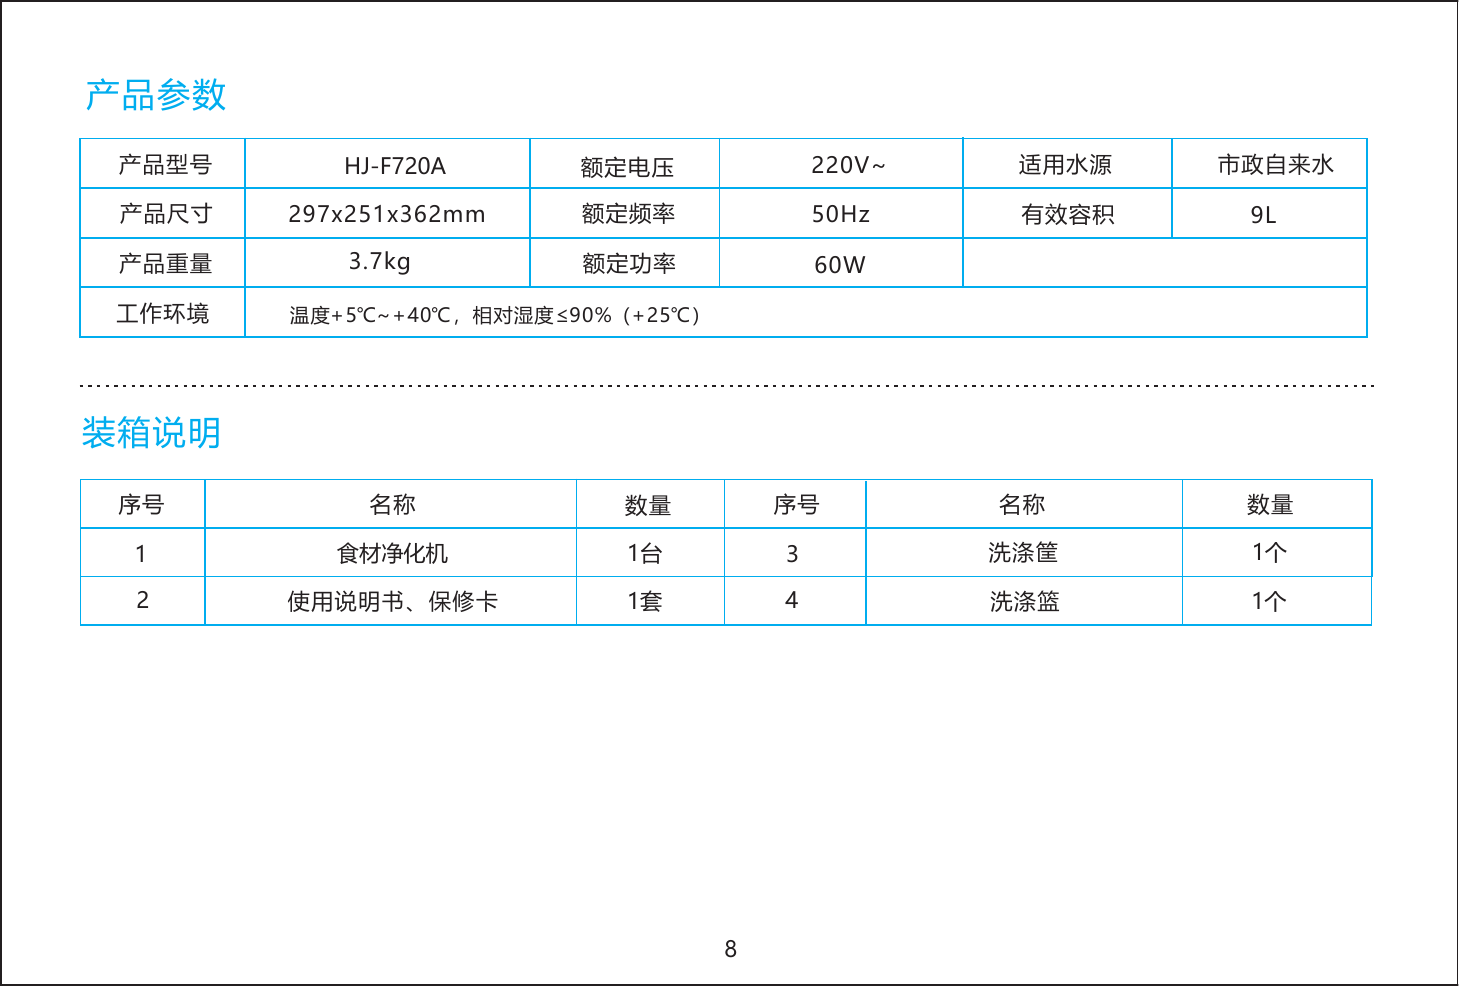 产品参数
产品型号 HJ-F720A 额定电压 220V~ 适用水源 市政自来水
产品尺寸 297x251x362mm 额定频率 50Hz 有效容积 9L
产品重量 3.7kg 额定功率 60W
工作环境 温度+5℃~+40℃，相对湿度≤90%（+25℃）
装箱说明
序号 名称 数量 序号 名称 数量
1 食材净化机 1台 3 洗涤筐 1个
2 使用说明书、保修卡 1套 4 洗涤篮 1个
8